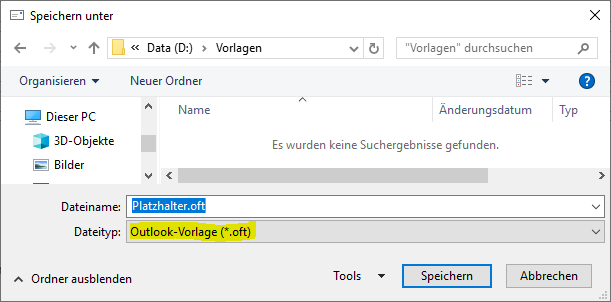 Speichern unter
« Data (D:) › Vorlagen
"Vorlagen" durchsuchen
Organisieren
Neuer Ordner
?
Dieser PC
3D-Objekte
Bilder
Name
Änderungsdatum
Typ
Es wurden keine Suchergebnisse gefunden.
Dateiname: Platzhalter.oft
Dateityp: Outlook-Vorlage (*.oft)
Ordner ausblenden
Tools
Speichern
Abbrechen